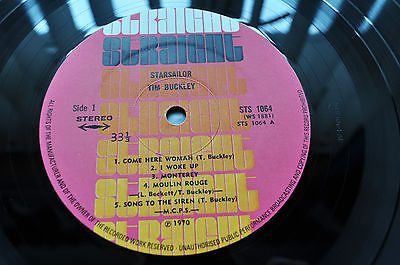 STRAIGHT
STRAIGHT
STARSAILOR
TIM BUCKLEY
Side 1
STEREO
33⅓
STS 1064
(WS 1881)
STS 1064 A
1. COME HERE WOMAN (T. Buckley)
2. I WOKE UP
3. MONTEREY
4. MOULIN ROUGE
—(L. Beckett/T. Buckley)—
5. SONG TO THE SIREN (T. Buckley)
—M.C.P.S.—
℗ 1970
ALL RIGHTS OF THE MANUFACTURER AND OF THE OWNER OF THE RECORDED WORK RESERVED · UNAUTHORISED PUBLIC PERFORMANCE BROADCASTING AND COPYING OF THIS RECORD PROHIBITED